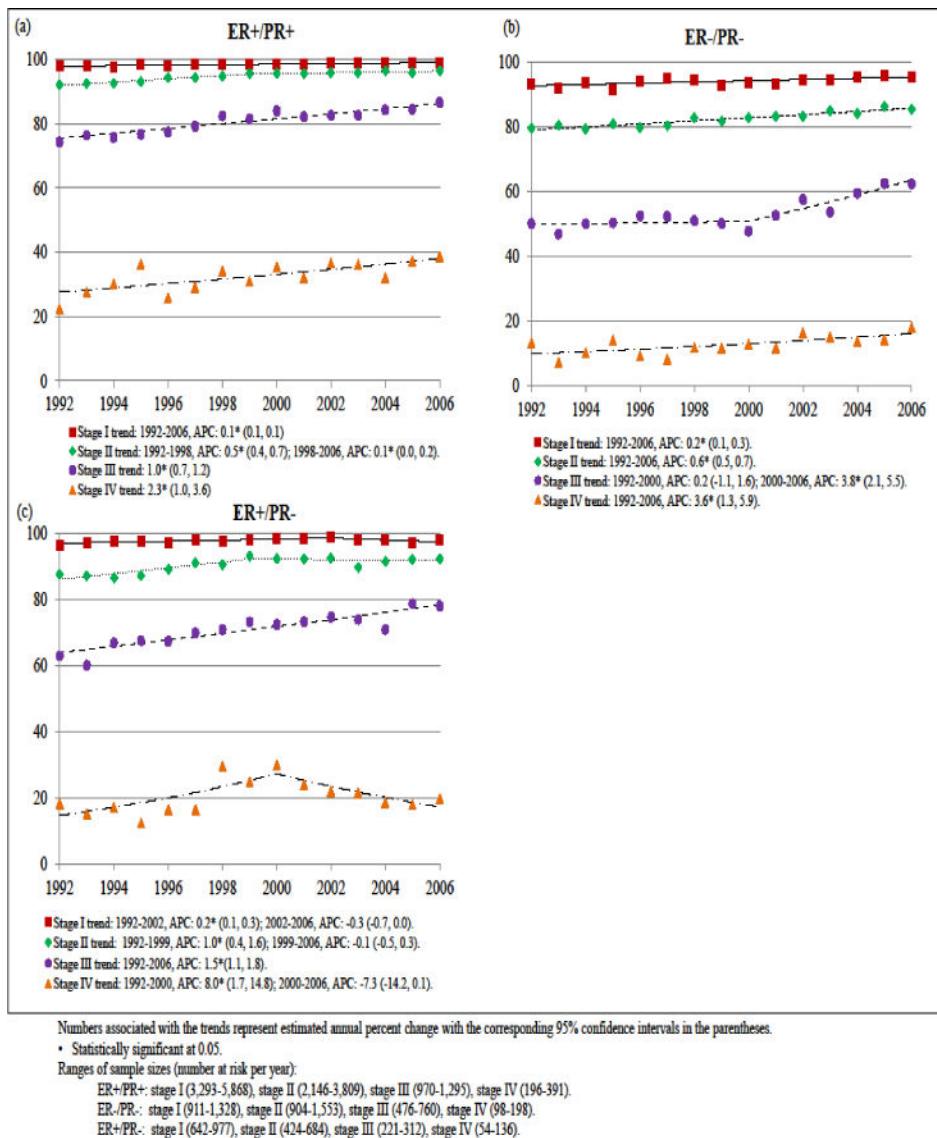 (a)
ER+/PR+
100
80
60
40
20
0
1992 1994 1996 1998 2000 2002 2004 2006
Stage I trend: 1992-2006, APC: 0.1* (0.1, 0.1)
Stage II trend: 1992-1998, APC: 0.5* (0.4, 0.7); 1998-2006, APC: 0.1* (0.0, 0.2).
Stage III trend: 1.0* (0.7, 1.2)
Stage IV trend: 2.3* (1.0, 3.6)
(b)
ER-/PR-
100
80
60
40
20
0
1992 1994 1996 1998 2000 2002 2004 2006
Stage I trend: 1992-2006, APC: 0.2* (0.1, 0.3).
Stage II trend: 1992-2006, APC: 0.6* (0.5, 0.7).
Stage III trend: 1992-2000, APC: 0.2 (-1.1, 1.6); 2000-2006, APC: 3.8* (2.1, 5.5).
Stage IV trend: 1992-2006, APC: 3.6* (1.3, 5.9).
(c)
ER+/PR-
100
80
60
40
20
0
1992 1994 1996 1998 2000 2002 2004 2006
Stage I trend: 1992-2002, APC: 0.2* (0.1, 0.3); 2002-2006, APC: -0.3 (-0.7, 0.0).
Stage II trend: 1992-1999, APC: 1.0* (0.4, 1.6); 1999-2006, APC: -0.1 (-0.5, 0.3).
Stage III trend: 1992-2006, APC: 1.5*(1.1, 1.8).
Stage IV trend: 1992-2000, APC: 8.0* (1.7, 14.8); 2000-2006, APC: -7.3 (-14.2, 0.1).
Numbers associated with the trends represent estimated annual percent change with the corresponding 95% confidence intervals in the parentheses.
• Statistically significant at 0.05.
Ranges of sample sizes (number at risk per year):
ER+/PR+: stage I (3,293-5,868), stage II (2,146-3,809), stage III (970-1,295), stage IV (196-391).
ER-/PR-: stage I (911-1,328), stage II (904-1,553), stage III (476-760), stage IV (98-198).
ER+/PR-: stage I (642-977), stage II (424-684), stage III (221-312), stage IV (54-136).